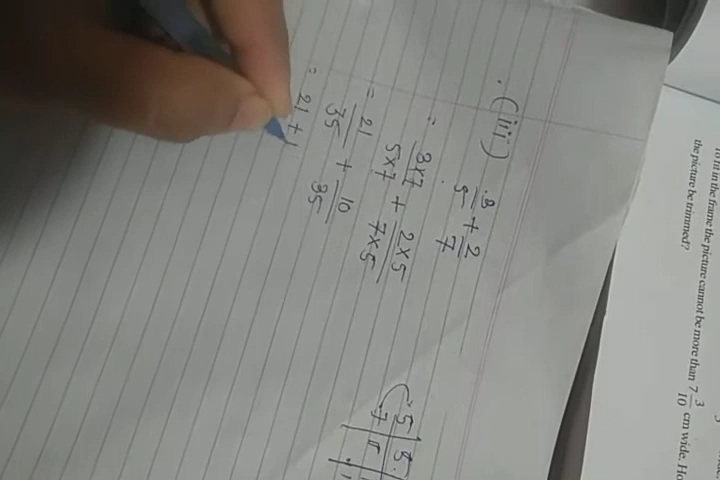 (iii) 3/5 + 2/7
= 3×7/5×7 + 2×5/7×5
= 21/35 + 10/35
= 21 + 1
5 | 5
7
to fit in the frame the picture cannot be more than 7 3/10 cm wide.
the picture be trimmed?